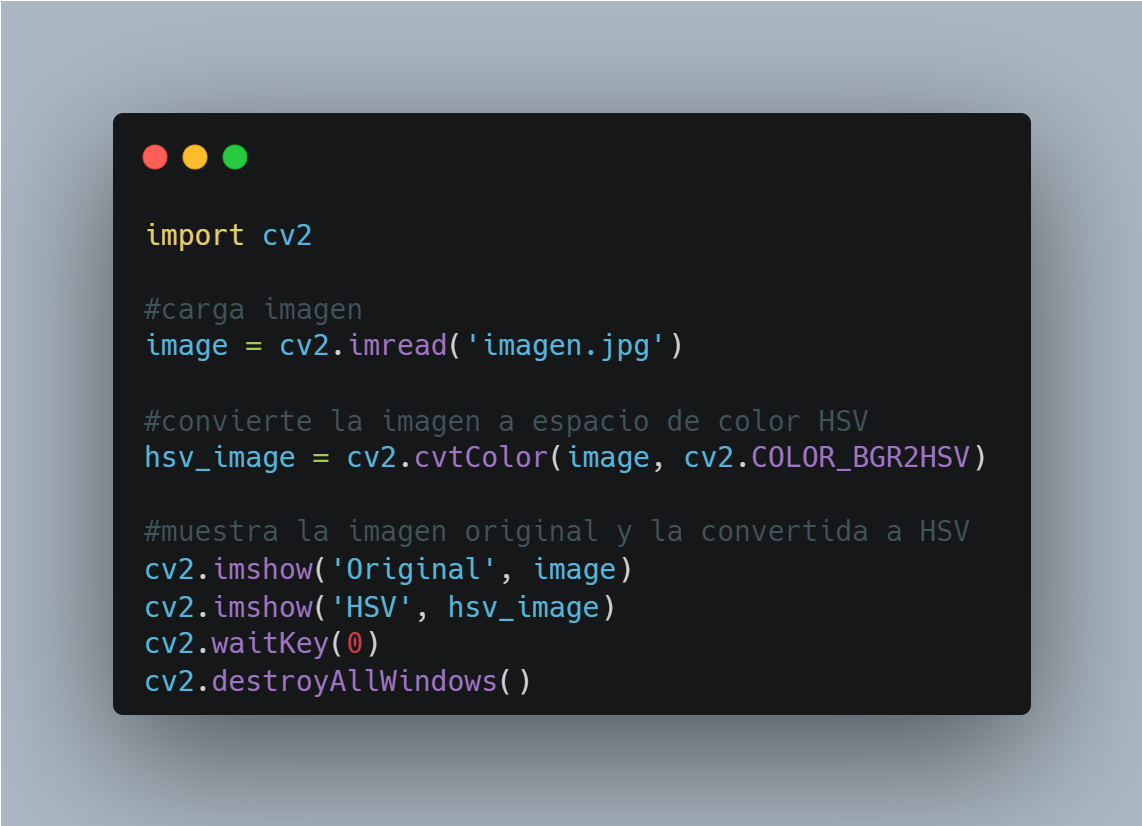 import cv2
#carga imagen
image = cv2.imread('imagen.jpg')
#convierte la imagen a espacio de color HSV
hsv_image = cv2.cvtColor(image, cv2.COLOR_BGR2HSV)
#muestra la imagen original y la convertida a HSV
cv2.imshow('Original', image)
cv2.imshow('HSV', hsv_image)
cv2.waitKey(0)
cv2.destroyAllWindows()